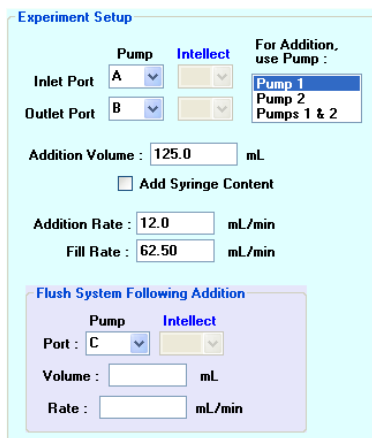 Experiment Setup
Pump Intellect
For Addition,
use Pump :
Inlet Port A
Outlet Port B
Pump 1
Pump 2
Pumps 1 & 2
Addition Volume : 125.0 mL
Add Syringe Content
Addition Rate : 12.0 mL/min
Fill Rate : 62.50 mL/min
Flush System Following Addition
Pump Intellect
Port : C
Volume : mL
Rate : mL/min